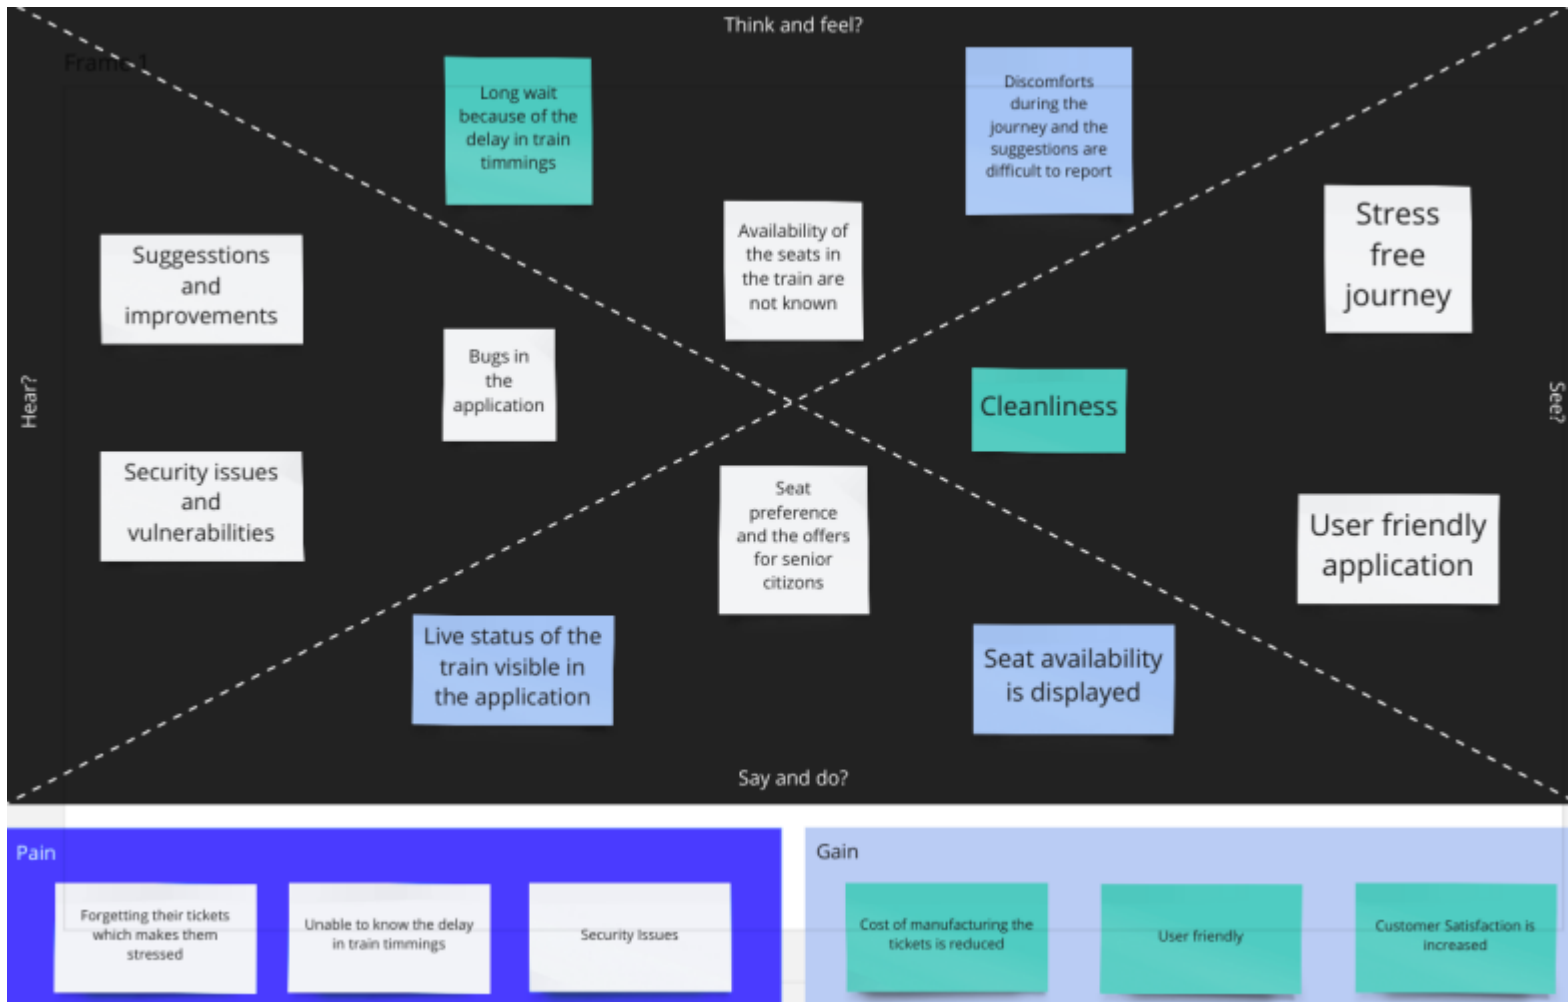 Think and feel?
Frame 1
Long wait
because of the
delay in train
timmings
Discomforts
during the
journey and the
suggestions are
difficult to report
Availability of
the seats in
the train are
not known
Hear?
Suggesstions
and
improvements
Bugs in
the
application
Security issues
and
vulnerabilities
Stress
free
journey
Cleanliness
User friendly
application
See?
Seat
preference
and the offers
for senior
citizons
Live status of the
train visible in
the application
Seat availability
is displayed
Say and do?
Pain
Forgetting their tickets
which makes them
stressed
Unable to know the delay
in train timmings
Security Issues
Gain
Cost of manufacturing the
tickets is reduced
User friendly
Customer Satisfaction is
increased